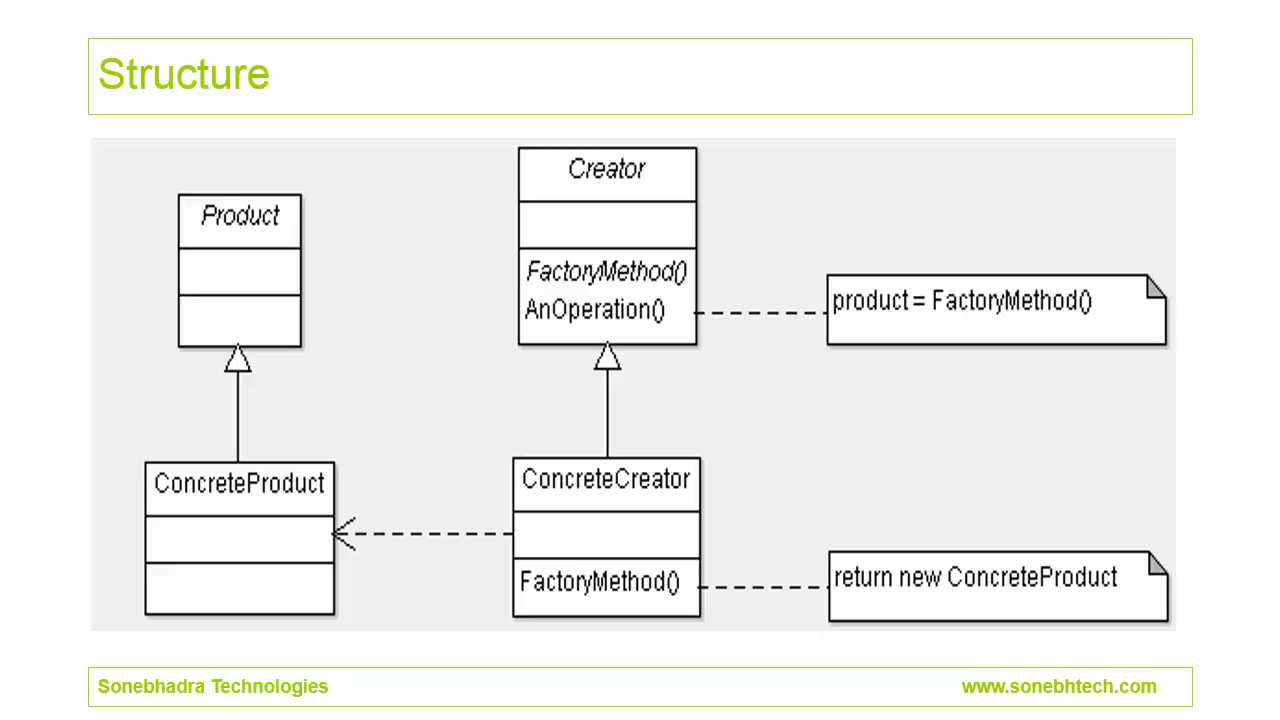 Structure
Product
Creator
FactoryMethod()
AnOperation()
product = FactoryMethod()
ConcreteProduct
ConcreteCreator
FactoryMethod()
return new ConcreteProduct
Sonebhadra Technologies
www.sonebhtech.com